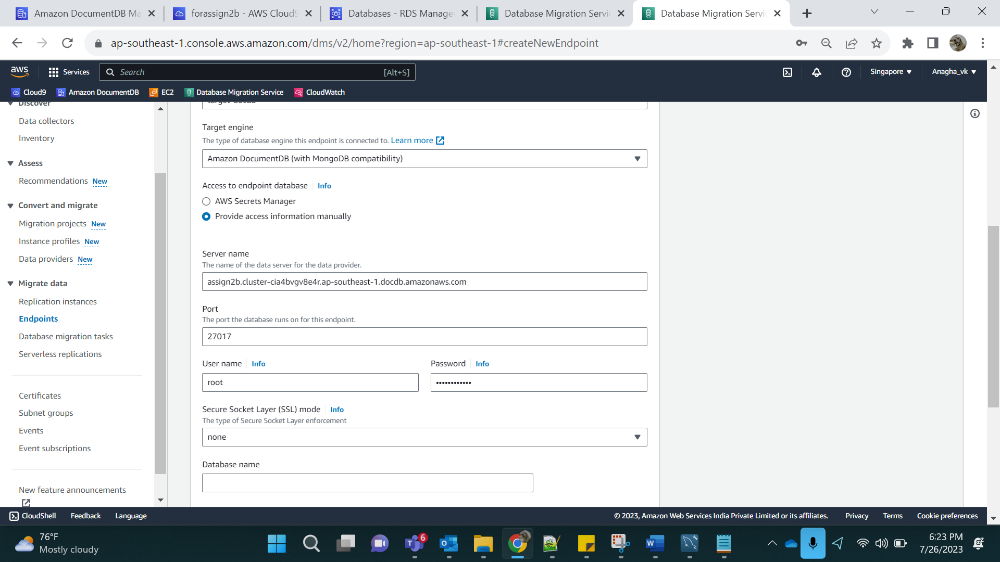 Amazon DocumentDB Ma
forassign2b - AWS Cloud9
Databases - RDS Manage
Database Migration Servic
Database Migration Servic
ap-southeast-1.console.aws.amazon.com/dms/v2/home?region=ap-southeast-1#createNewEndpoint
aws
Services
Search
[Alt+S]
Singapore
Anagha_vk
Cloud9
Amazon DocumentDB
EC2
Database Migration Service
CloudWatch
Discover
Data collectors
Inventory
Assess
Recommendations New
Convert and migrate
Migration projects New
Instance profiles New
Data providers New
Migrate data
Replication instances
Endpoints
Database migration tasks
Serverless replications
Certificates
Subnet groups
Events
Event subscriptions
New feature announcements
target-docdb
Target engine
The type of database engine this endpoint is connected to. Learn more
Amazon DocumentDB (with MongoDB compatibility)
Access to endpoint database Info
AWS Secrets Manager
Provide access information manually
Server name
The name of the data server for the data provider.
assign2b.cluster-cia4bvgv8e4r.ap-southeast-1.docdb.amazonaws.com
Port
The port the database runs on for this endpoint.
27017
User name Info
Password Info
root
••••••••••••
Secure Socket Layer (SSL) mode Info
The type of Secure Socket Layer enforcement
none
Database name
CloudShell
Feedback
Language
© 2023, Amazon Web Services India Private Limited or its affiliates.
Privacy
Terms
Cookie preferences
76°F
Mostly cloudy
6
6:23 PM
7/26/2023